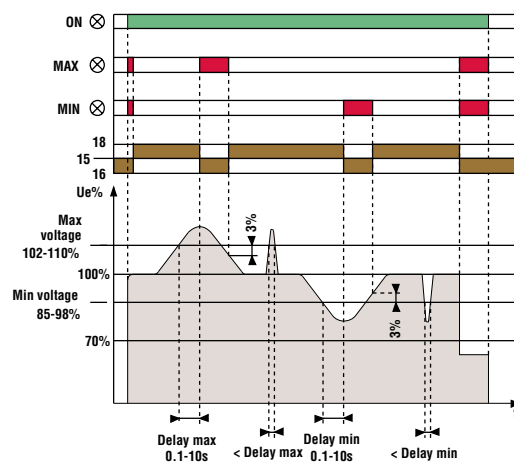 ON
MAX
MIN
18
15
16
Ue%
Max
voltage
102-110%
3%
100%
Min voltage
85-98%
3%
70%
t
Delay max
0.1-10s
< Delay max
Delay min
0.1-10s
< Delay min